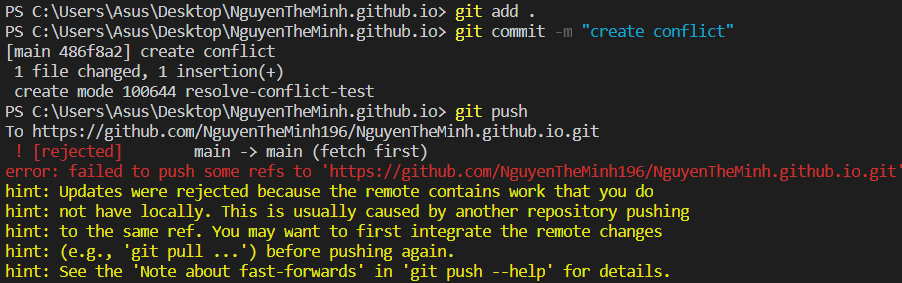 PS C:\Users\Asus\Desktop\NguyenTheMinh.github.io> git add .
PS C:\Users\Asus\Desktop\NguyenTheMinh.github.io> git commit -m "create conflict"
[main 486f8a2] create conflict
 1 file changed, 1 insertion(+)
 create mode 100644 resolve-conflict-test
PS C:\Users\Asus\Desktop\NguyenTheMinh.github.io> git push
To https://github.com/NguyenTheMinh196/NguyenTheMinh.github.io.git
 ! [rejected]        main -> main (fetch first)
error: failed to push some refs to 'https://github.com/NguyenTheMinh196/NguyenTheMinh.github.io.git'
hint: Updates were rejected because the remote contains work that you do
hint: not have locally. This is usually caused by another repository pushing
hint: to the same ref. You may want to first integrate the remote changes
hint: (e.g., 'git pull ...') before pushing again.
hint: See the 'Note about fast-forwards' in 'git push --help' for details.